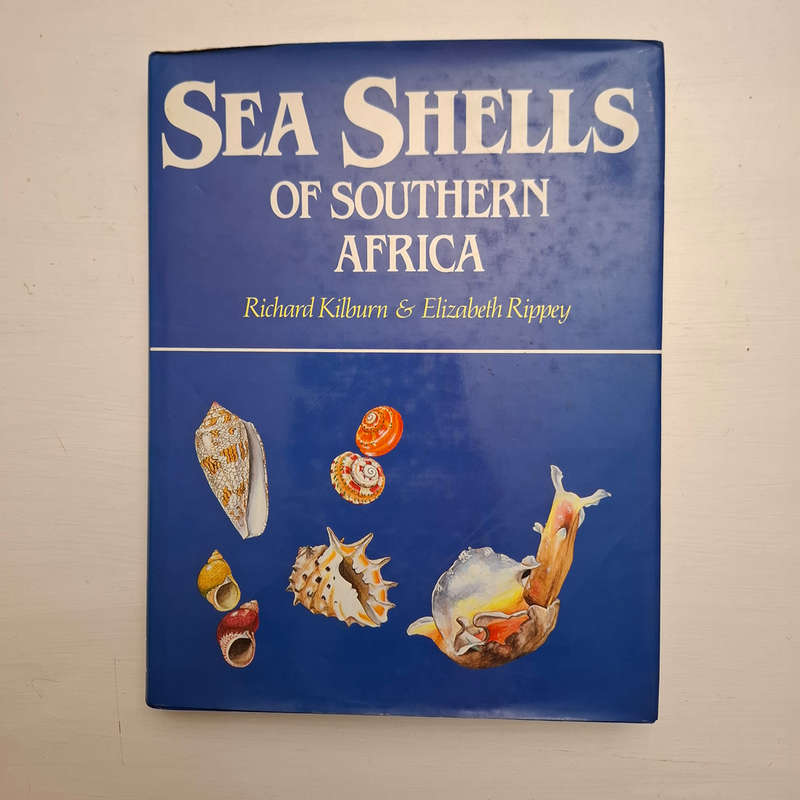 SEA SHELLS
OF SOUTHERN
AFRICA
Richard Kilburn & Elizabeth Rippey